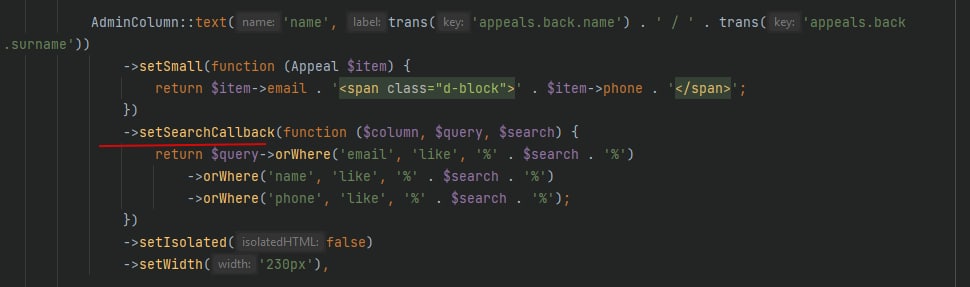 AdminColumn::text( name: 'name', label: trans( key: 'appeals.back.name') . ' / ' . trans( key: 'appeals.back
.surname'))
->setSmall(function (Appeal $item) {
return $item->email . '<span class="d-block">' . $item->phone . '</span>';
})
->setSearchCallback(function ($column, $query, $search) {
return $query->orWhere('email', 'like', '%' . $search . '%')
->orWhere('name', 'like', '%' . $search . '%')
->orWhere('phone', 'like', '%' . $search . '%');
})
->setIsolated( isolatedHTML: false)
->setWidth( width: '230px'),